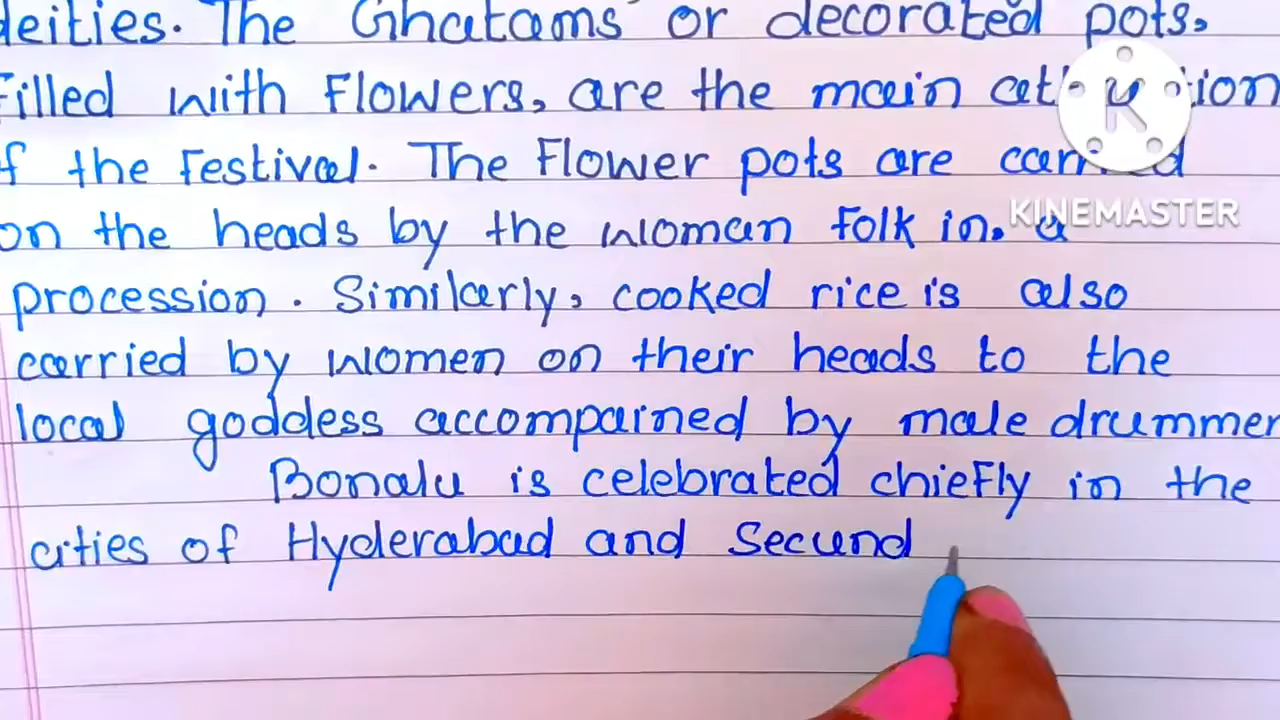 deities. The Ghatams or decorated pots,
filled with Flowers, are the main
of the Festival. The Flower pots are carried
on the heads by the woman folk in. a
KINEMASTER
procession. Similarly, cooked rice is also
carried by women on their heads to the
local goddess accompained by male drummer
Bonalu is celebrated chiefly in the
cities of Hyderabad and Secund